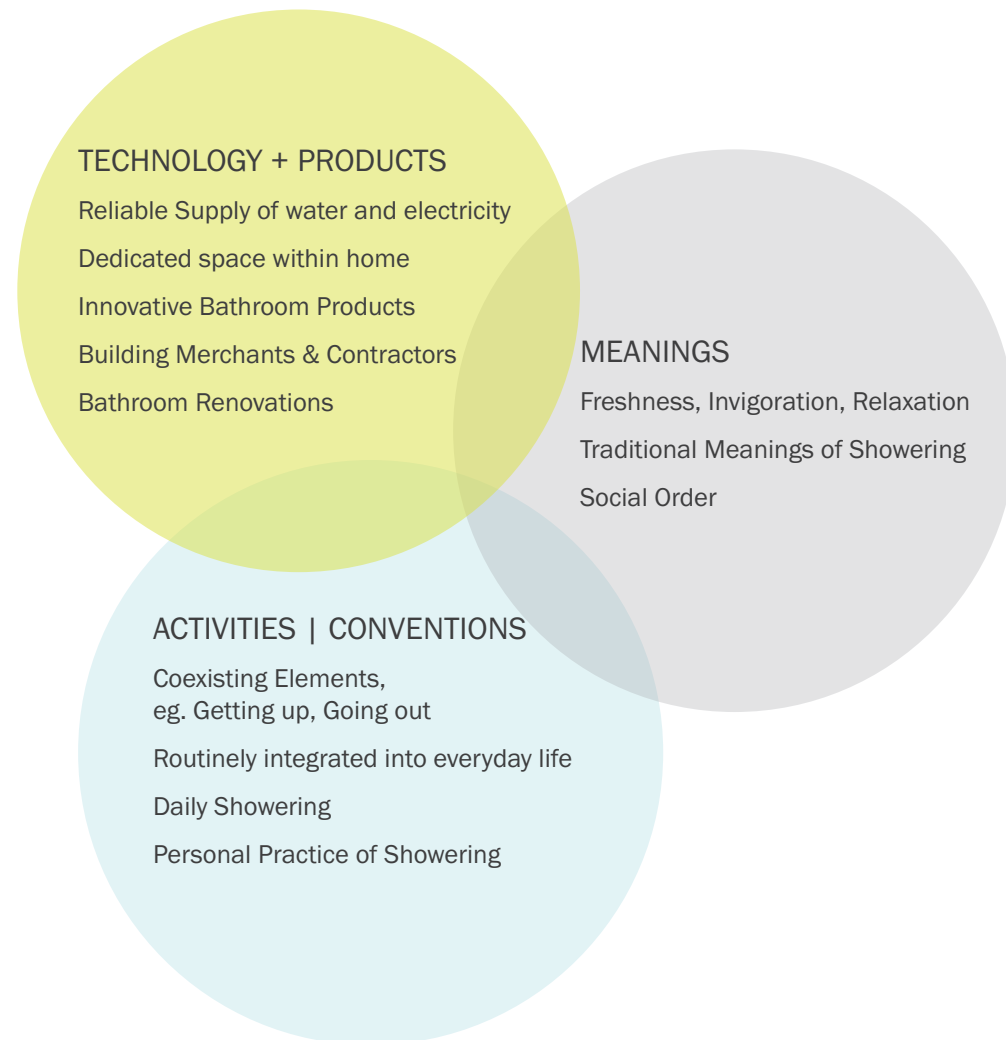 TECHNOLOGY + PRODUCTS
Reliable Supply of water and electricity
Dedicated space within home
Innovative Bathroom Products
Building Merchants & Contractors
Bathroom Renovations
MEANINGS
Freshness, Invigoration, Relaxation
Traditional Meanings of Showering
Social Order
ACTIVITIES | CONVENTIONS
Coexisting Elements,
eg. Getting up, Going out
Routinely integrated into everyday life
Daily Showering
Personal Practice of Showering